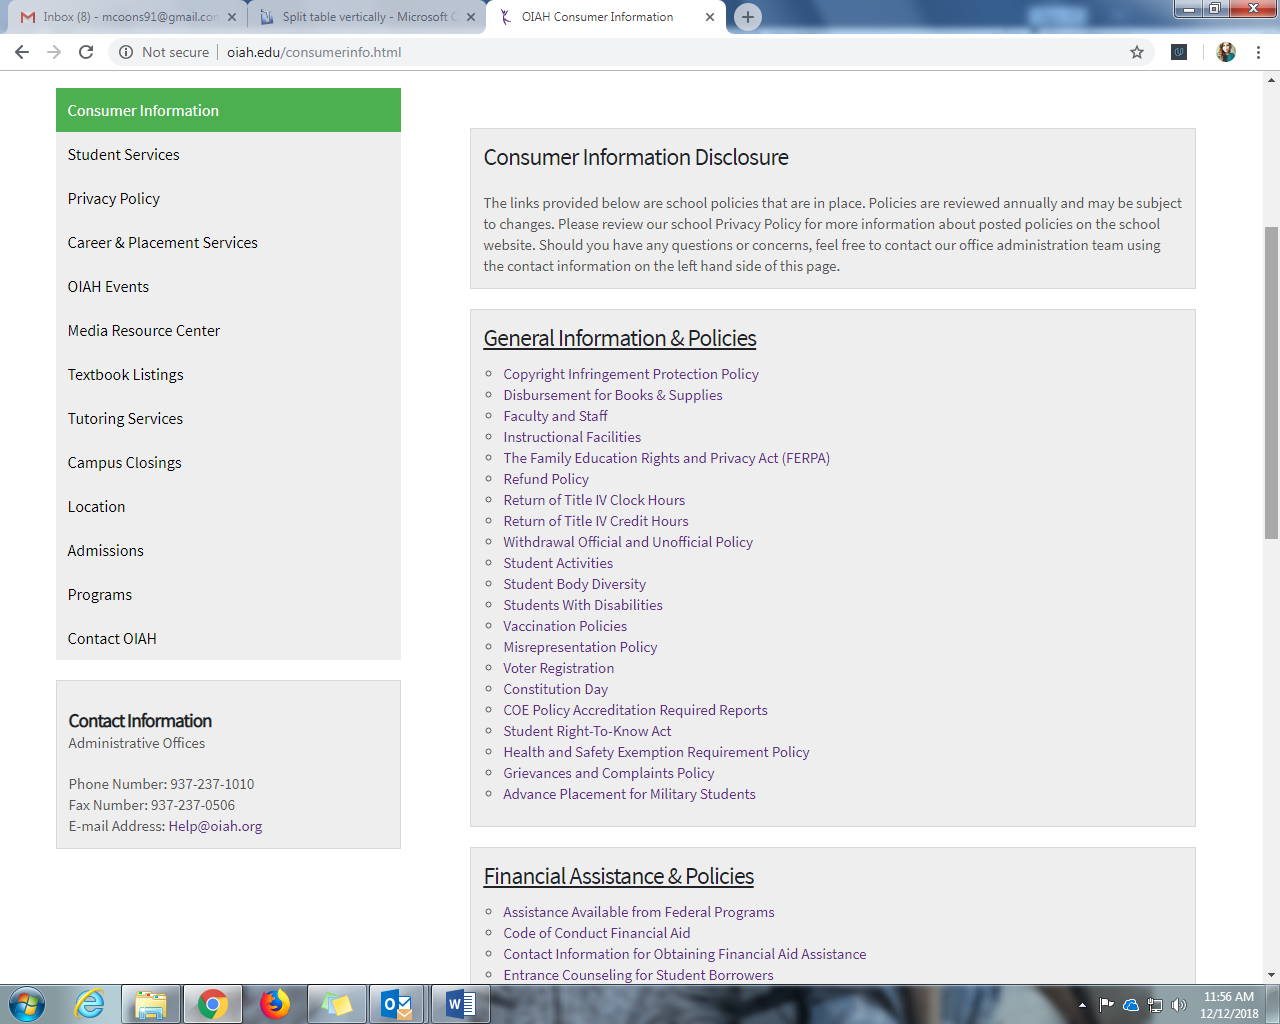 Inbox (8) - mcoons91@gmail.con
Split table vertically - Microsoft C
OIAH Consumer Information
Not secure
oiah.edu/consumerinfo.html
Consumer Information
Student Services
Privacy Policy
Career & Placement Services
OIAH Events
Media Resource Center
Textbook Listings
Tutoring Services
Campus Closings
Location
Admissions
Programs
Contact OIAH
Contact Information
Administrative Offices
Phone Number: 937-237-1010
Fax Number: 937-237-0506
E-mail Address: Help@oiah.org
Consumer Information Disclosure
The links provided below are school policies that are in place. Policies are reviewed annually and may be subject
to changes. Please review our school Privacy Policy for more information about posted policies on the school
website. Should you have any questions or concerns, feel free to contact our office administration team using
the contact information on the left hand side of this page.
General Information & Policies
Copyright Infringement Protection Policy
Disbursement for Books & Supplies
Faculty and Staff
Instructional Facilities
The Family Education Rights and Privacy Act (FERPA)
Refund Policy
Return of Title IV Clock Hours
Return of Title IV Credit Hours
Withdrawal Official and Unofficial Policy
Student Activities
Student Body Diversity
Students With Disabilities
Vaccination Policies
Misrepresentation Policy
Voter Registration
Constitution Day
COE Policy Accreditation Required Reports
Student Right-To-Know Act
Health and Safety Exemption Requirement Policy
Grievances and Complaints Policy
Advance Placement for Military Students
Financial Assistance & Policies
Assistance Available from Federal Programs
Code of Conduct Financial Aid
Contact Information for Obtaining Financial Aid Assistance
Entrance Counseling for Student Borrowers
11:56 AM
12/12/2018